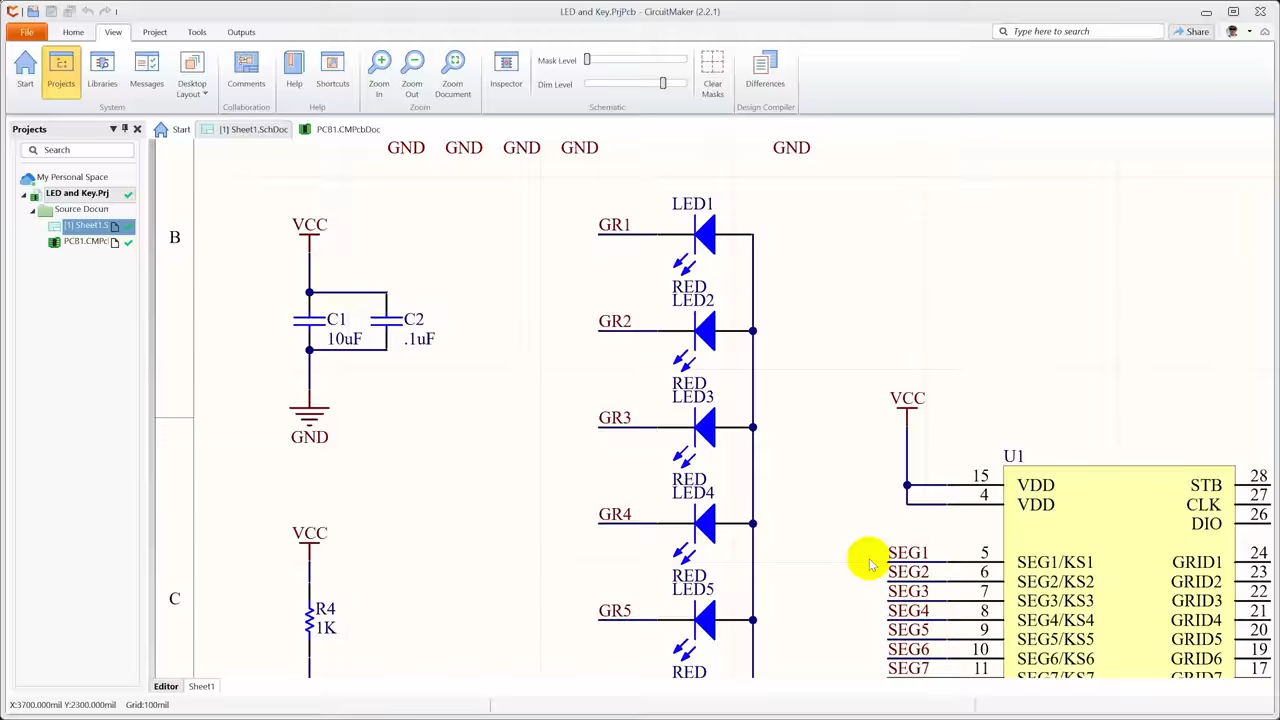 LED and Key.PrjPcb - CircuitMaker (2.2.1)
File Home View Project Tools Outputs
Type here to search
Share
Start Projects Libraries Messages Desktop Layout
Comments
Help Shortcuts
Zoom In Zoom Out Zoom Document
Inspector
Mask Level
Dim Level
Clear Masks
Differences
System Collaboration Help Zoom Schematic Design Compiler
Projects
Start [1] Sheet1.SchDoc PCB1.CMPcbDoc
Search
My Personal Space
LED and Key.Prj
Source Docum
[1] Sheet1.S
PCB1.CMPc
GND GND GND GND GND
B
VCC
C1
10uF
C2
.1uF
GND
VCC
R4
1K
C
LED1
GR1
RED
LED2
GR2
RED
LED3
GR3
RED
LED4
GR4
RED
LED5
GR5
RED
VCC
U1
15 VDD STB 28
4 VDD CLK 27
DIO 26
SEG1 5 SEG1/KS1 GRID1 24
SEG2 6 SEG2/KS2 GRID2 23
SEG3 7 SEG3/KS3 GRID3 22
SEG4 8 SEG4/KS4 GRID4 21
SEG5 9 SEG5/KS5 GRID5 20
SEG6 10 SEG6/KS6 GRID6 19
SEG7 11 SEG7/KS7 GRID7 17
Editor Sheet1
X:3700.000mil Y:2300.000mil Grid:100mil